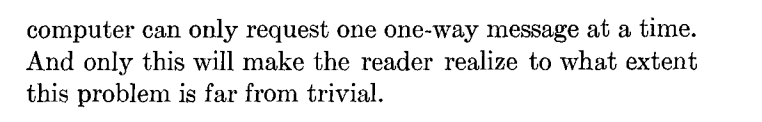 computer can only request one one-way message at a time.
And only this will make the reader realize to what extent
this problem is far from trivial.